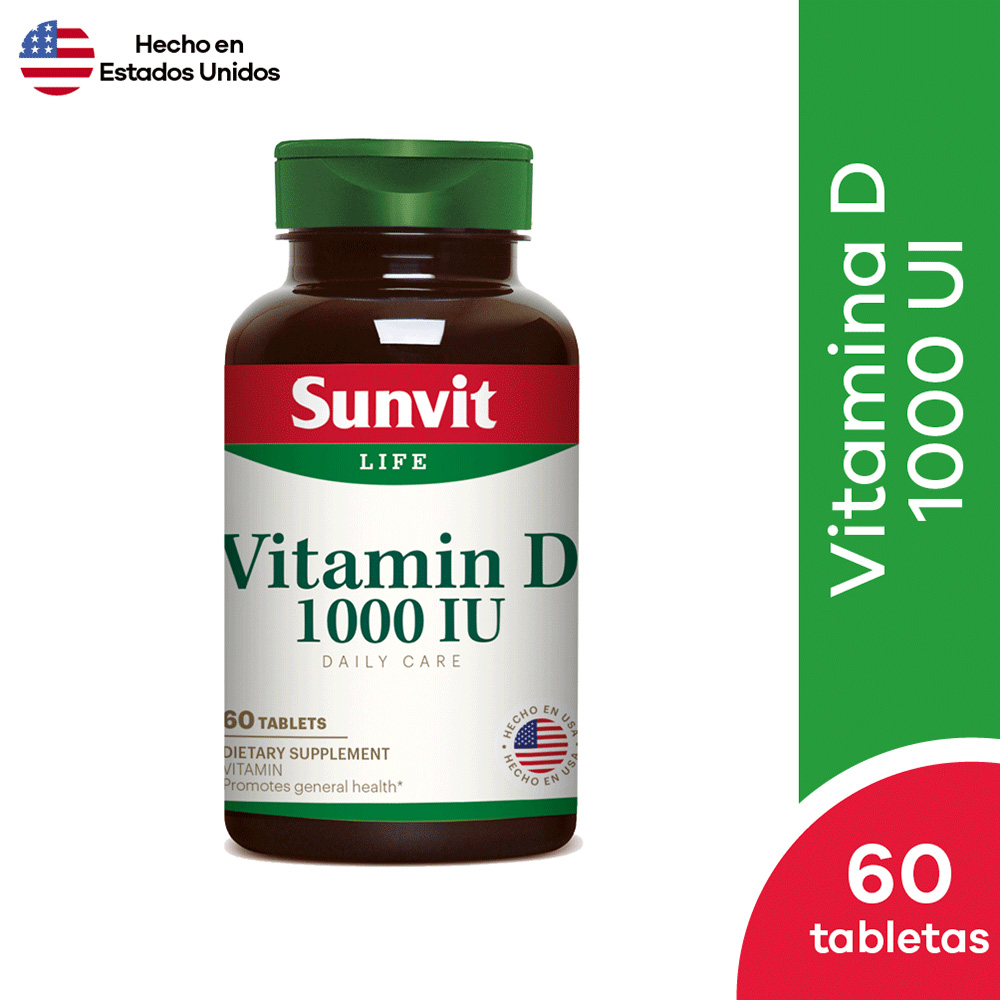 Hecho en
Estados Unidos
Sunvit
LIFE
Vitamin D
1000 IU
DAILY CARE
60 TABLETS
DIETARY SUPPLEMENT
VITAMIN
Promotes general health*
• HECHO EN USA •
HECHO EN USA
Vitamina D
1000 UI
60
tabletas